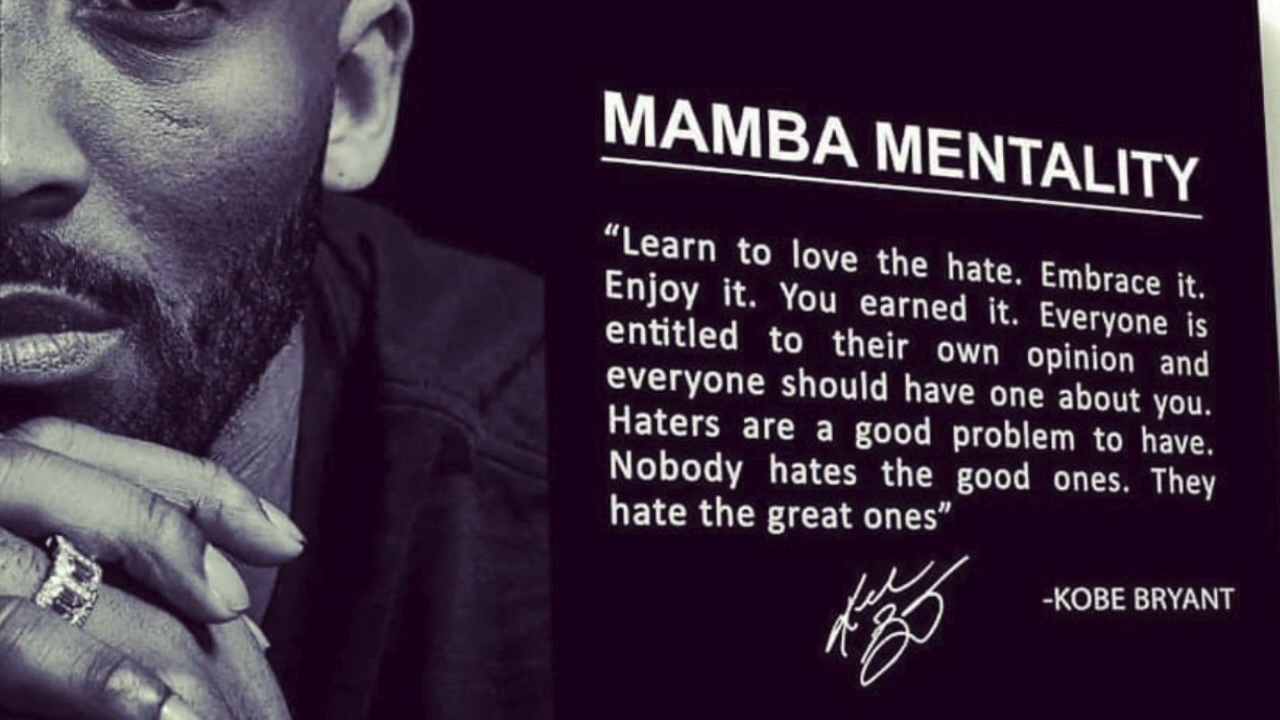 MAMBA MENTALITY
“Learn to love the hate. Embrace it.
Enjoy it. You earned it. Everyone is
entitled to their own opinion and
everyone should have one about you.
Haters are a good problem to have.
Nobody hates the good ones. They
hate the great ones”
-KOBE BRYANT